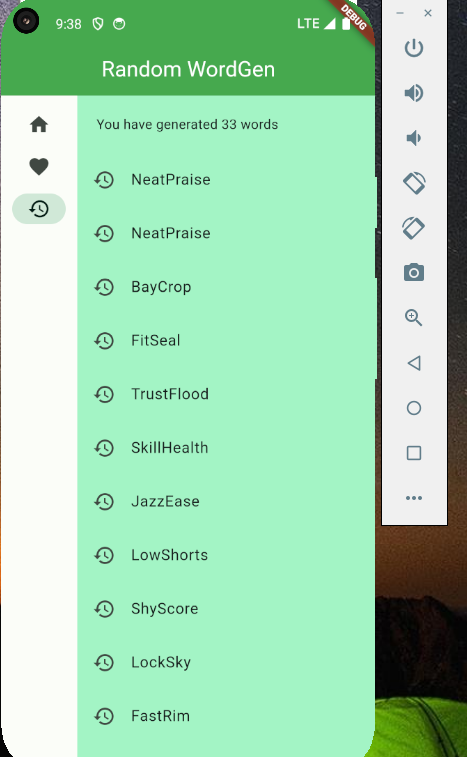 9:38
LTE
DEBUG
Random WordGen
You have generated 33 words
NeatPraise
NeatPraise
BayCrop
FitSeal
TrustFlood
SkillHealth
JazzEase
LowShorts
ShyScore
LockSky
FastRim